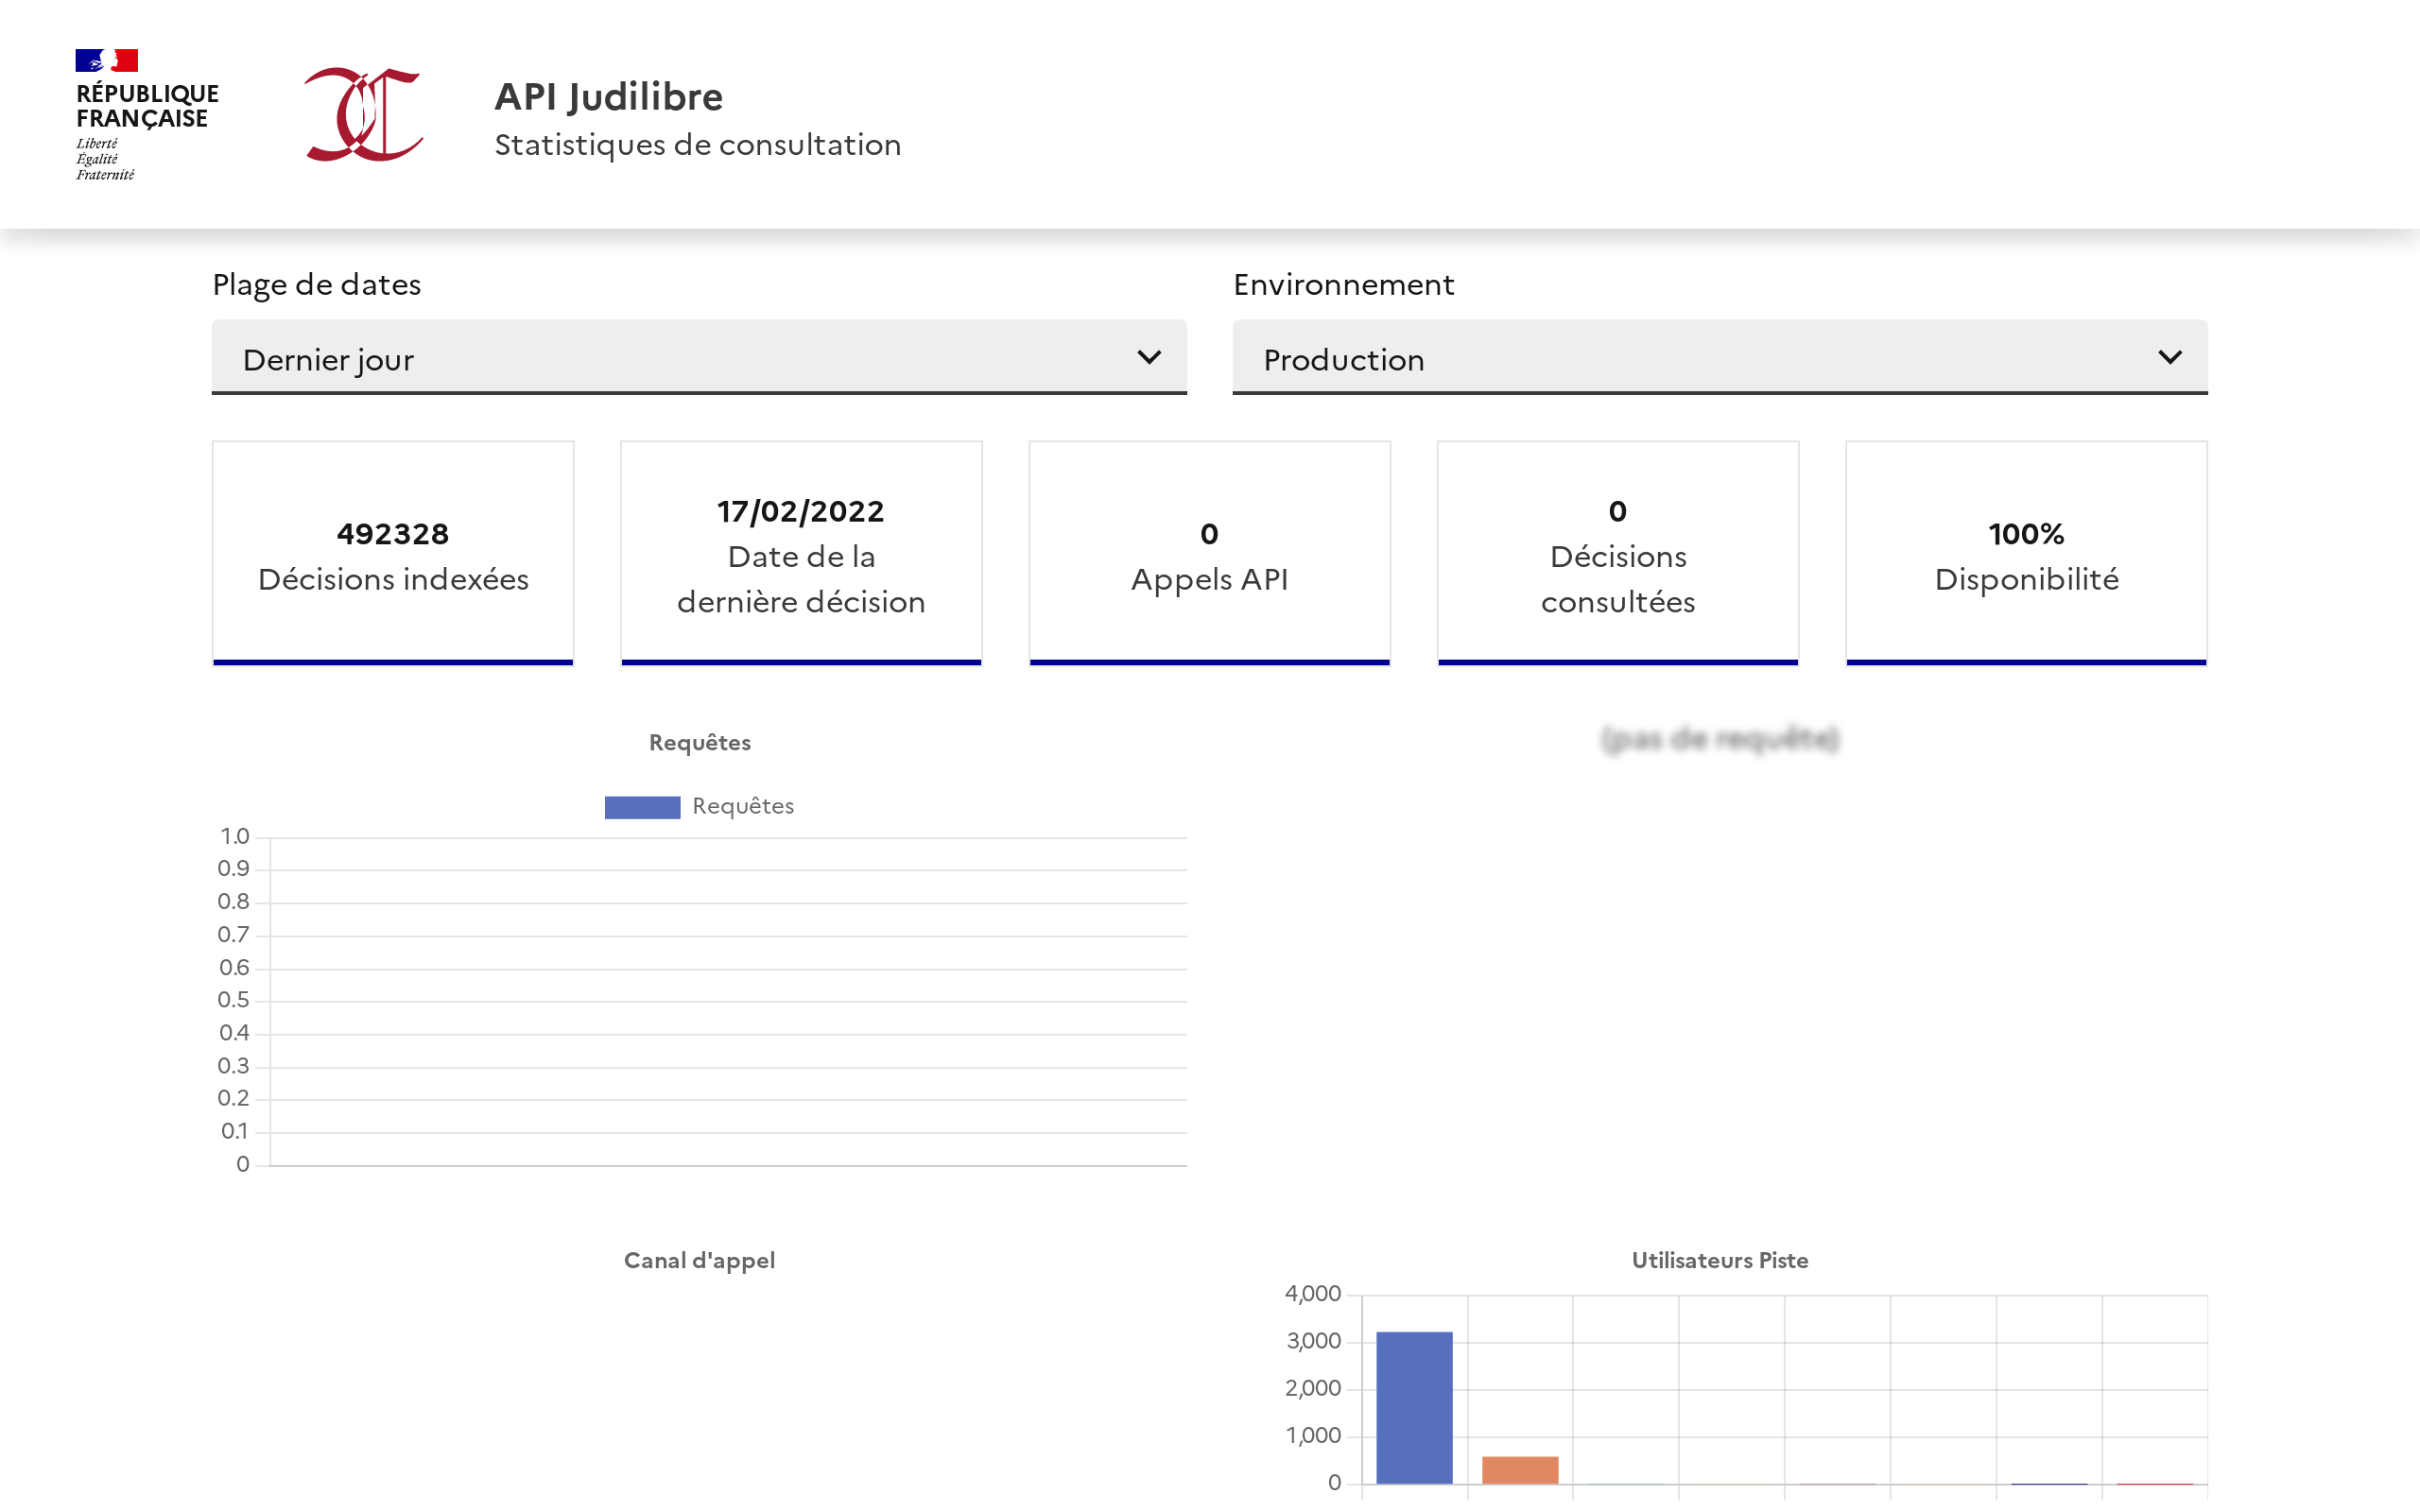 RÉPUBLIQUE
FRANÇAISE
Liberté
Égalité
Fraternité
API Judilibre
Statistiques de consultation
Plage de dates
Dernier jour
Environnement
Production
492328
Décisions indexées
17/02/2022
Date de la
dernière décision
0
Appels API
0
Décisions
consultées
100%
Disponibilité
Requêtes
Requêtes
1.0
0.9
0.8
0.7
0.6
0.5
0.4
0.3
0.2
0.1
0
(pas de requête)
Canal d'appel
Utilisateurs Piste
4,000
3,000
2,000
1,000
0